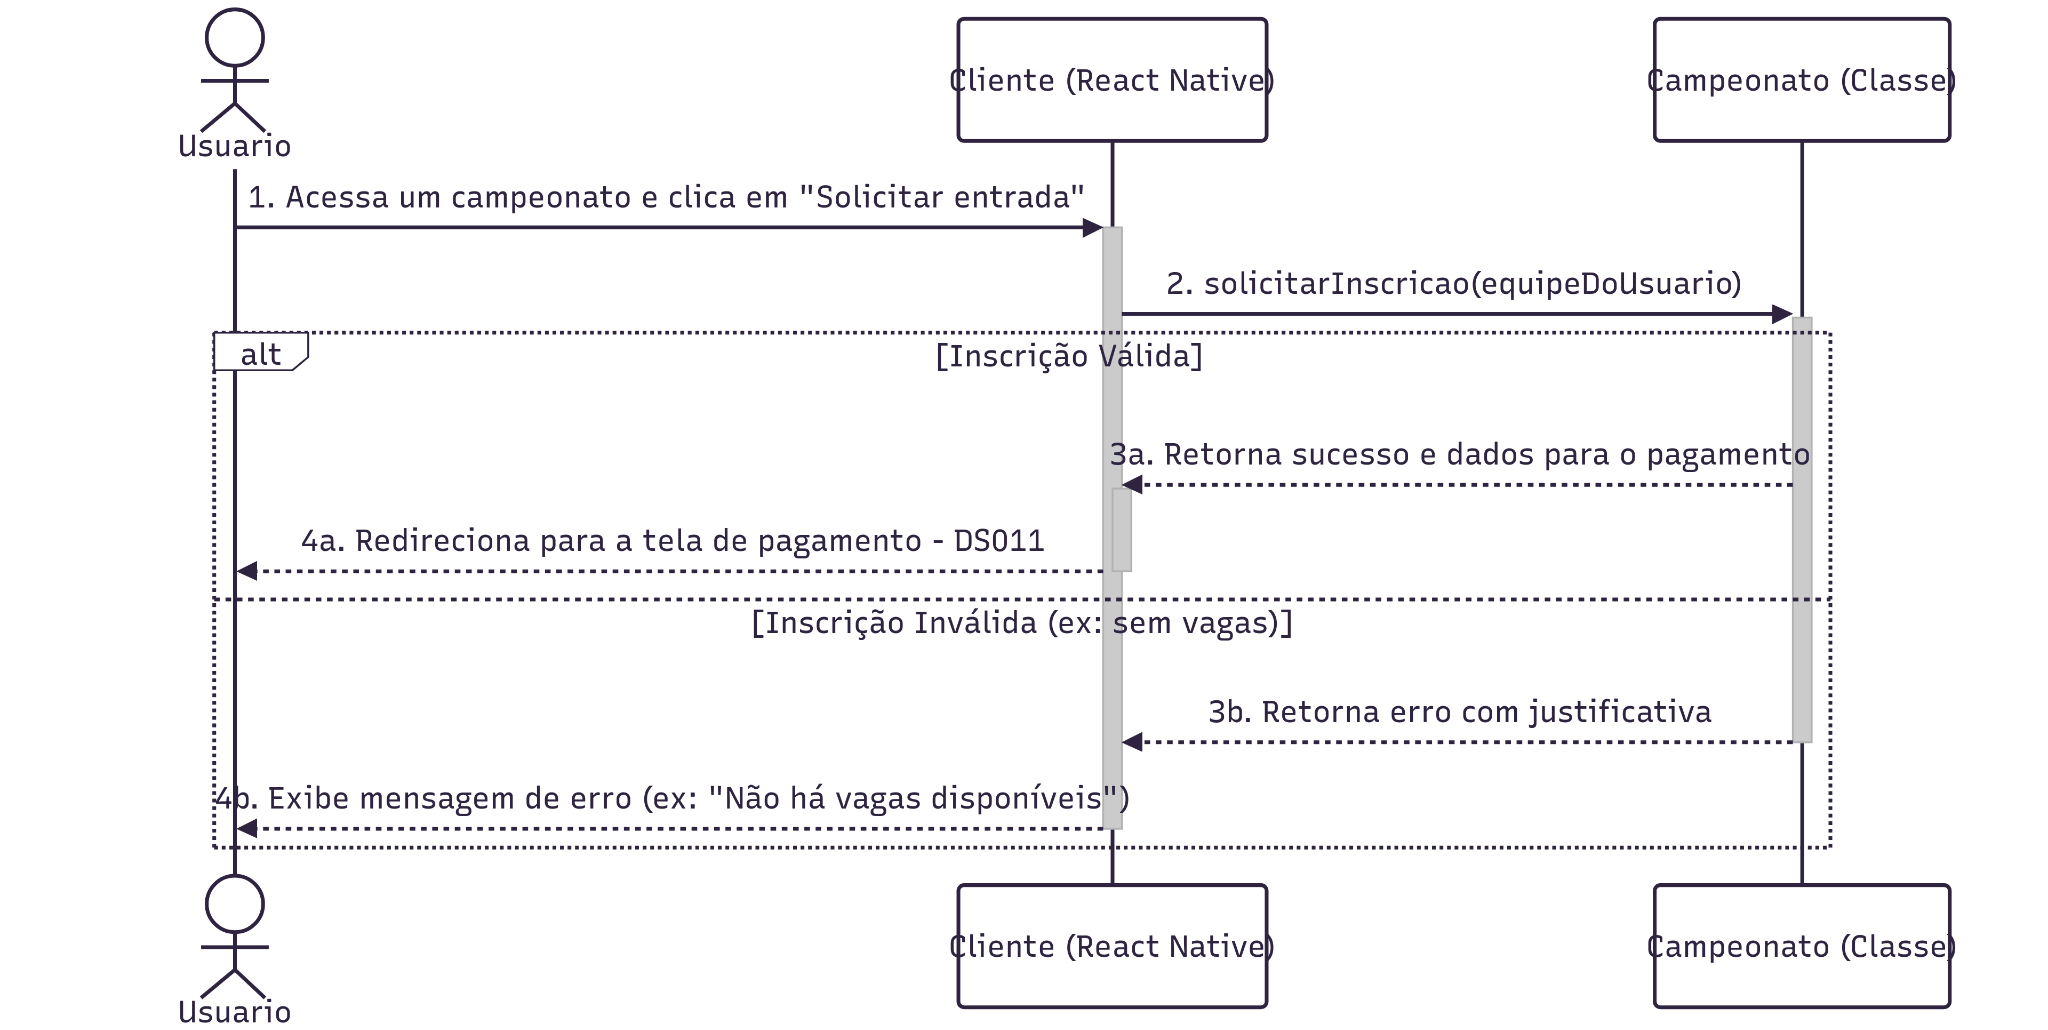 Usuario
Cliente (React Native)
Campeonato (Classe)
1. Acessa um campeonato e clica em "Solicitar entrada"
2. solicitarInscricao(equipeDoUsuario)
alt
[Inscrição Válida]
3a. Retorna sucesso e dados para o pagamento
4a. Redireciona para a tela de pagamento - DS011
[Inscrição Inválida (ex: sem vagas)]
3b. Retorna erro com justificativa
4b. Exibe mensagem de erro (ex: "Não há vagas disponíveis")
Usuario
Cliente (React Native)
Campeonato (Classe)